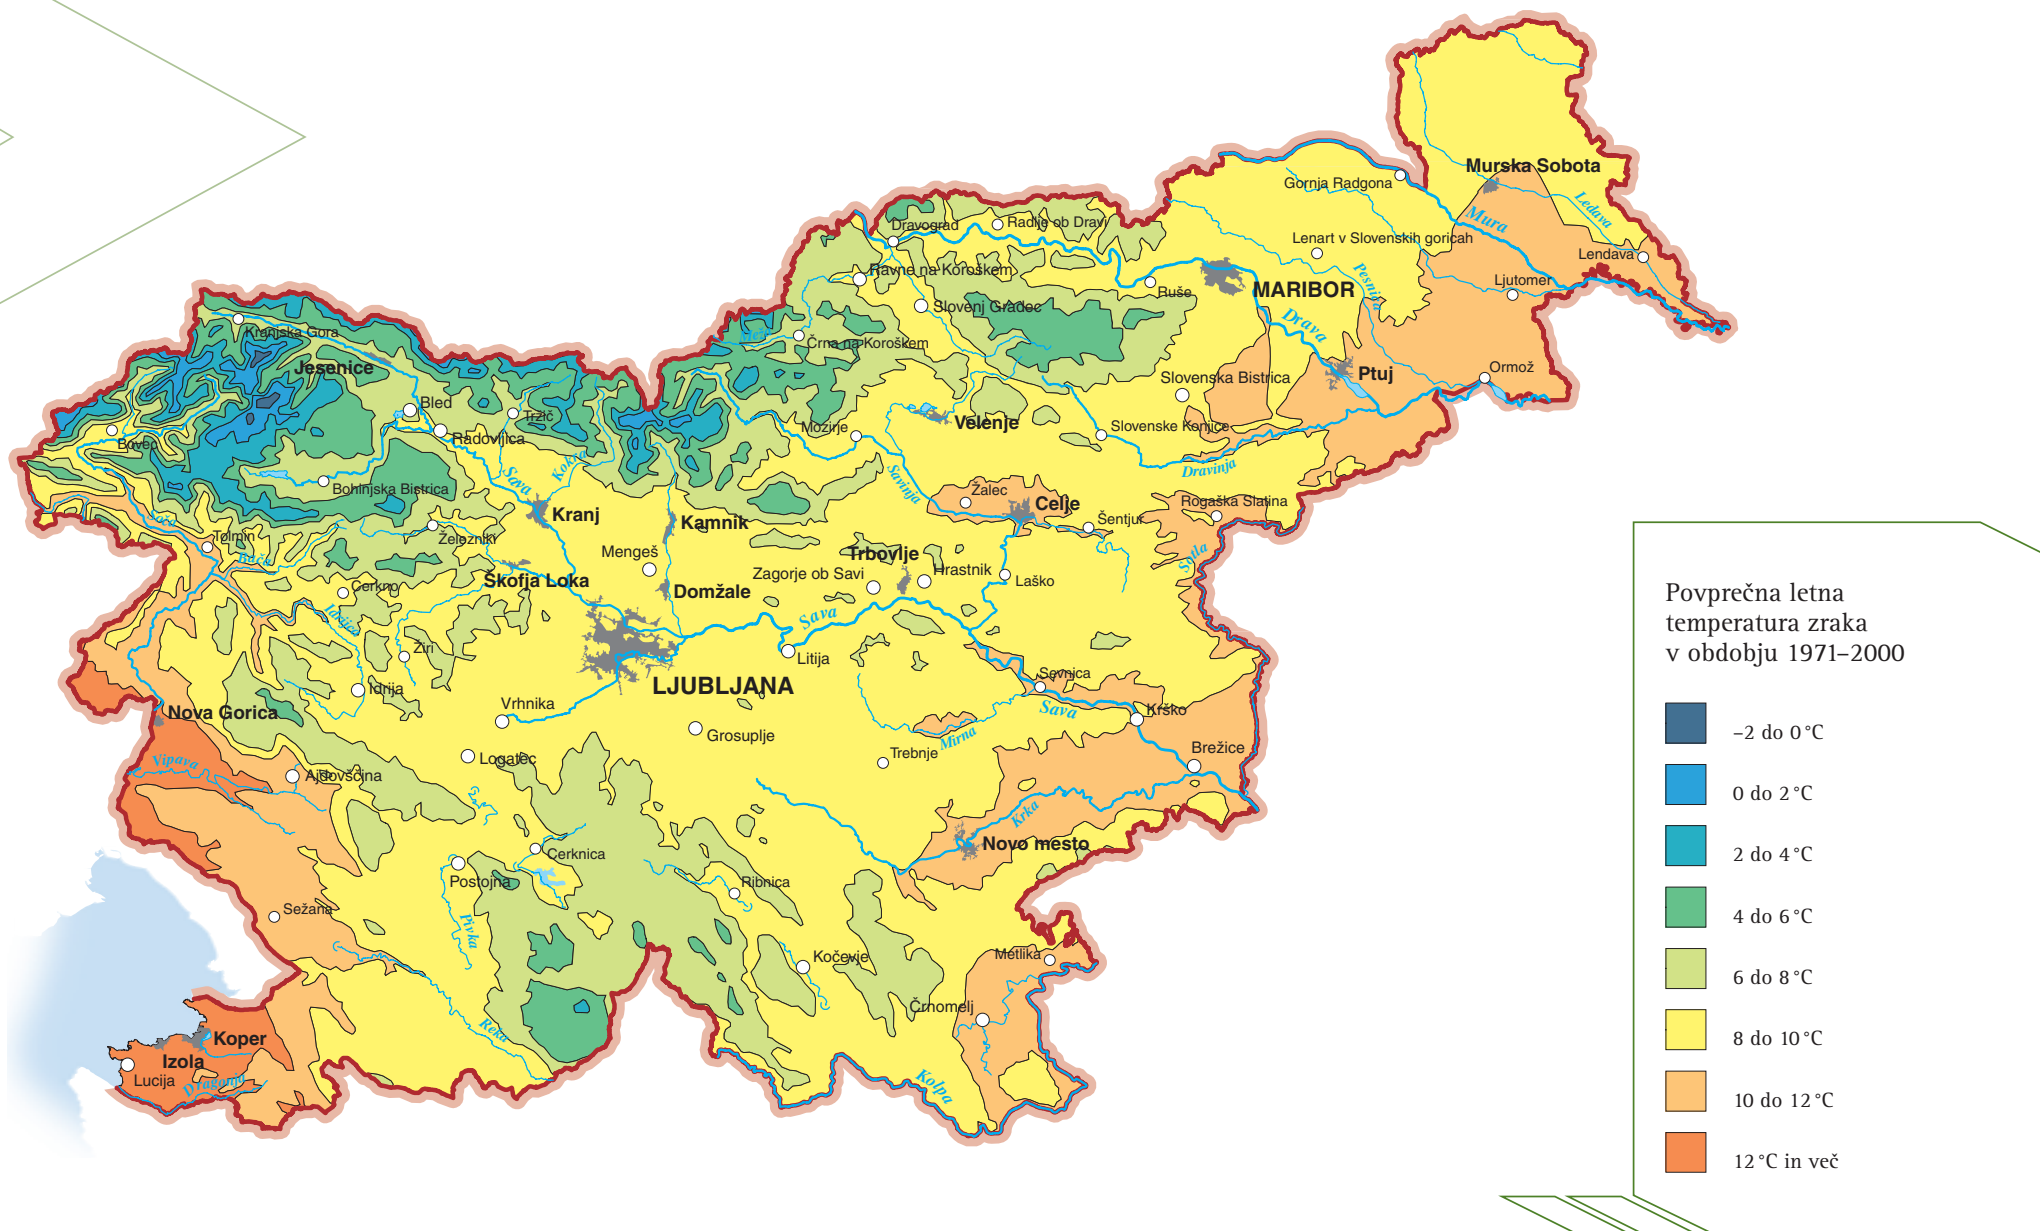 Murska Sobota
Gornja Radgona
Ledava
Mura
Dravograd
Radlje ob Dravi
Lenart v Slovenskih goricah
Lendava
Ravne na Koroškem
Pesnica
Ljutomer
Ruše
MARIBOR
Slovenj Gradec
Kranjska Gora
Meža
Črna na Koroškem
Drava
Jesenice
Ptuj
Ormož
Slovenska Bistrica
Bled
Tržič
Velenje
Mozirje
Slovenske Konjice
Bovec
Radovljica
Kokra
Sava
Savinja
Dravinja
Bohinjska Bistrica
Žalec
Celje
Rogaška Slatina
Soča
Kranj
Kamnik
Šentjur
Tolmin
Železniki
Mengeš
Trbovlje
Sotla
Bača
Škofja Loka
Zagorje ob Savi
Hrastnik
Laško
Cerkno
Domžale
Idrijca
Sava
Žiri
Litija
Idrija
LJUBLJANA
Sevnica
Nova Gorica
Vrhnika
Sava
Krško
Grosuplje
Mirna
Trebnje
Brežice
Logatec
Vipava
Ajdovščina
Krka
Novo mesto
Cerknica
Postojna
Ribnica
Sežana
Pivka
Kočevje
Metlika
Črnomelj
Reka
Koper
Izola
Lucija
Dragonja
Kolpa
Povprečna letna
temperatura zraka
v obdobju 1971–2000
–2 do 0 °C
0 do 2 °C
2 do 4 °C
4 do 6 °C
6 do 8 °C
8 do 10 °C
10 do 12 °C
12 °C in več